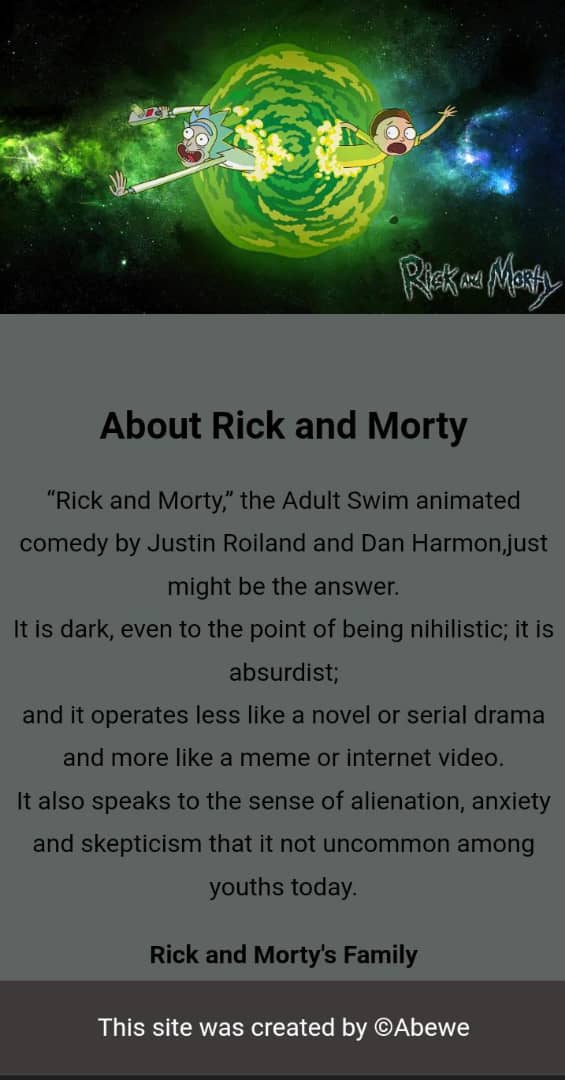 Rick and Morty
About Rick and Morty
“Rick and Morty,” the Adult Swim animated
comedy by Justin Roiland and Dan Harmon,just
might be the answer.
It is dark, even to the point of being nihilistic; it is
absurdist;
and it operates less like a novel or serial drama
and more like a meme or internet video.
It also speaks to the sense of alienation, anxiety
and skepticism that it not uncommon among
youths today.
Rick and Morty's Family
This site was created by ©Abewe